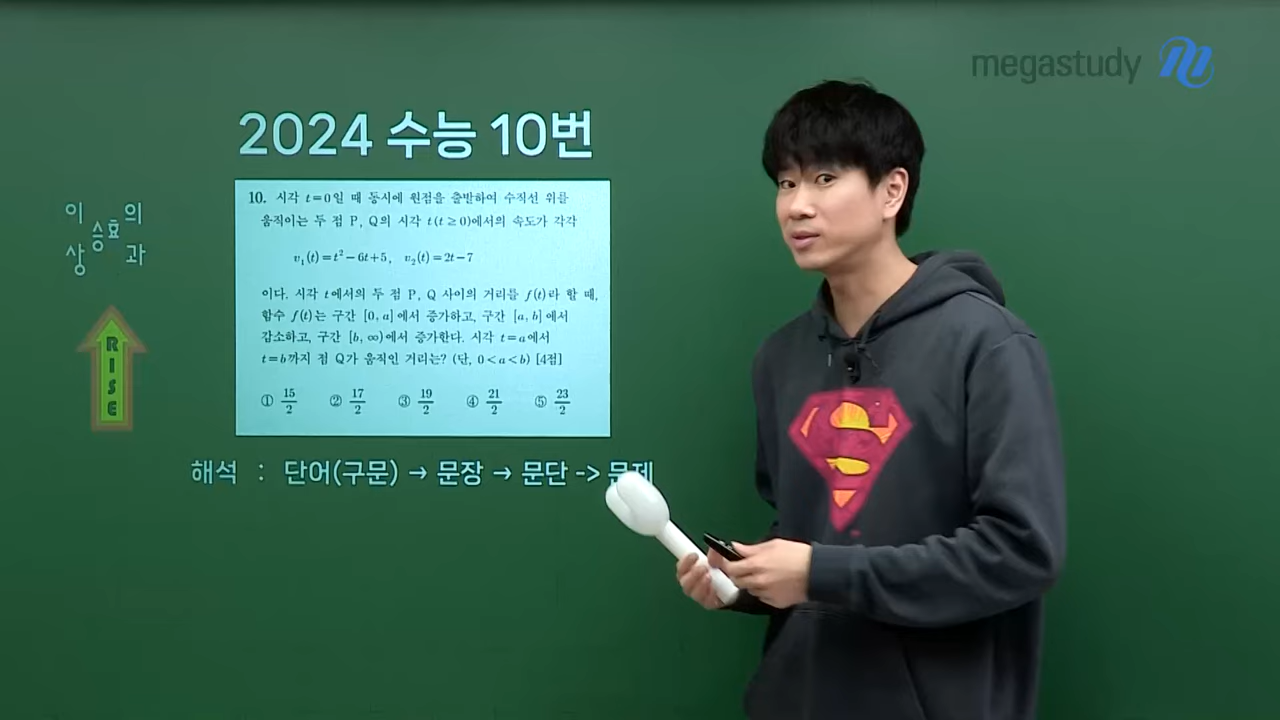 megastudy
2024 수능 10번
이 승효 의
상 과
RISE
10. 시각 t=0일 때 동시에 원점을 출발하여 수직선 위를
움직이는 두 점 P, Q의 시각 t(t≥0)에서의 속도가 각각
v₁(t)=t²−6t+5, v₂(t)=2t−7
이다. 시각 t에서의 두 점 P, Q 사이의 거리를 f(t)라 할 때,
함수 f(t)는 구간 [0, a]에서 증가하고, 구간 [a, b]에서
감소하고, 구간 [b, ∞)에서 증가한다. 시각 t=a에서
t=b까지 점 Q가 움직인 거리는? (단, 0<a<b) [4점]
① 15/2 ② 17/2 ③ 19/2 ④ 21/2 ⑤ 23/2
해석 : 단어(구문) → 문장 → 문단 -> 문제